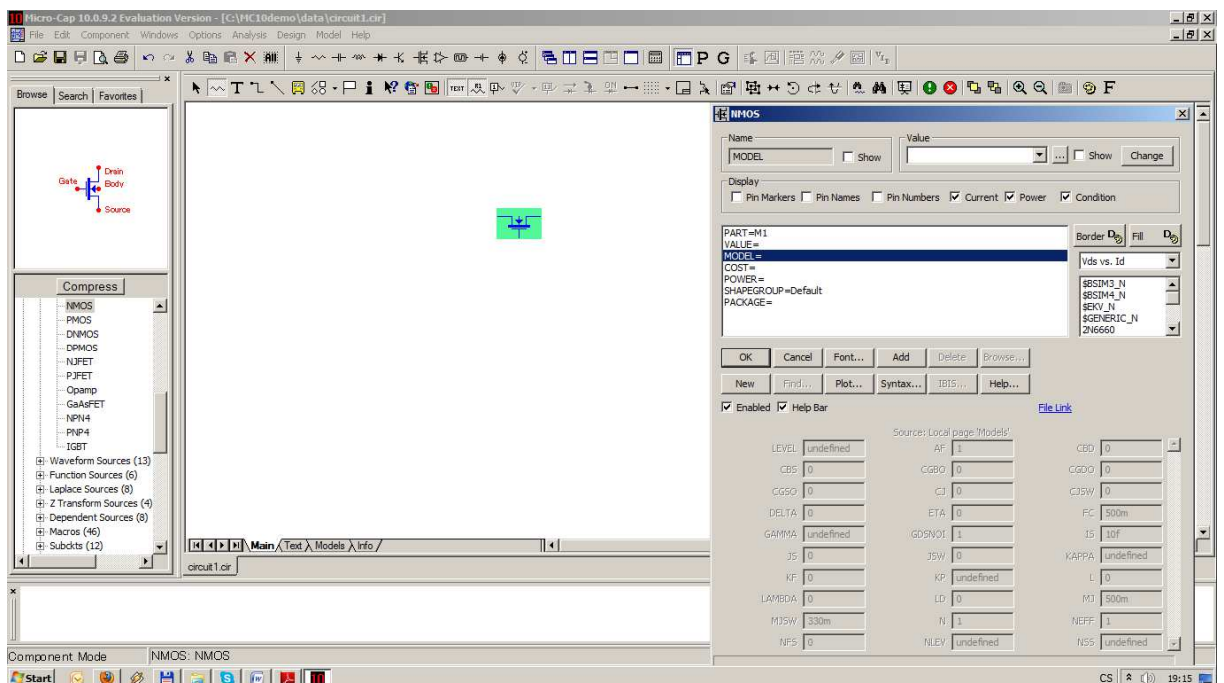 Micro-Cap 10.0.9.2 Evaluation Version - [C:\MC10demo\data\circuit1.cir]
File Edit Component Windows Options Analysis Design Model Help
P G
T
TEXT
F
Browse Search Favorites
Gate
Drain
Body
Source
Compress
NMOS
PMOS
DNMOS
DPMOS
NJFET
PJFET
Opamp
GaAsFET
NPN4
PNP4
IGBT
Waveform Sources (13)
Function Sources (6)
Laplace Sources (8)
Z Transform Sources (4)
Dependent Sources (8)
Macros (46)
Subckts (12)
Main Text Models Info
circuit1.cir
NMOS
Name
MODEL
Show
Value
... Show Change
Display
Pin Markers Pin Names Pin Numbers Current Power Condition
PART=M1
VALUE=
MODEL=
COST=
POWER=
SHAPEGROUP=Default
PACKAGE=
Border Fill
Vds vs. Id
$BSIM3_N
$BSIM4_N
$EKV_N
$GENERIC_N
2N6660
OK Cancel Font... Add Delete Browse...
New Find... Plot... Syntax... IBIS... Help...
Enabled Help Bar File Link
Source: Local page 'Models'
LEVEL undefined AF 1 CBD 0
CBS 0 CGBO 0 CGDO 0
CGSO 0 CJ 0 CJSW 0
DELTA 0 ETA 0 FC 500m
GAMMA undefined GDSNOI 1 IS 10f
JS 0 JSW 0 KAPPA undefined
KF 0 KP undefined L 0
LAMBDA 0 LD 0 MJ 500m
MJSW 330m N 1 NEFF 1
NFS 0 NLEV undefined NSS undefined
Component Mode NMOS: NMOS
Start CS 19:15